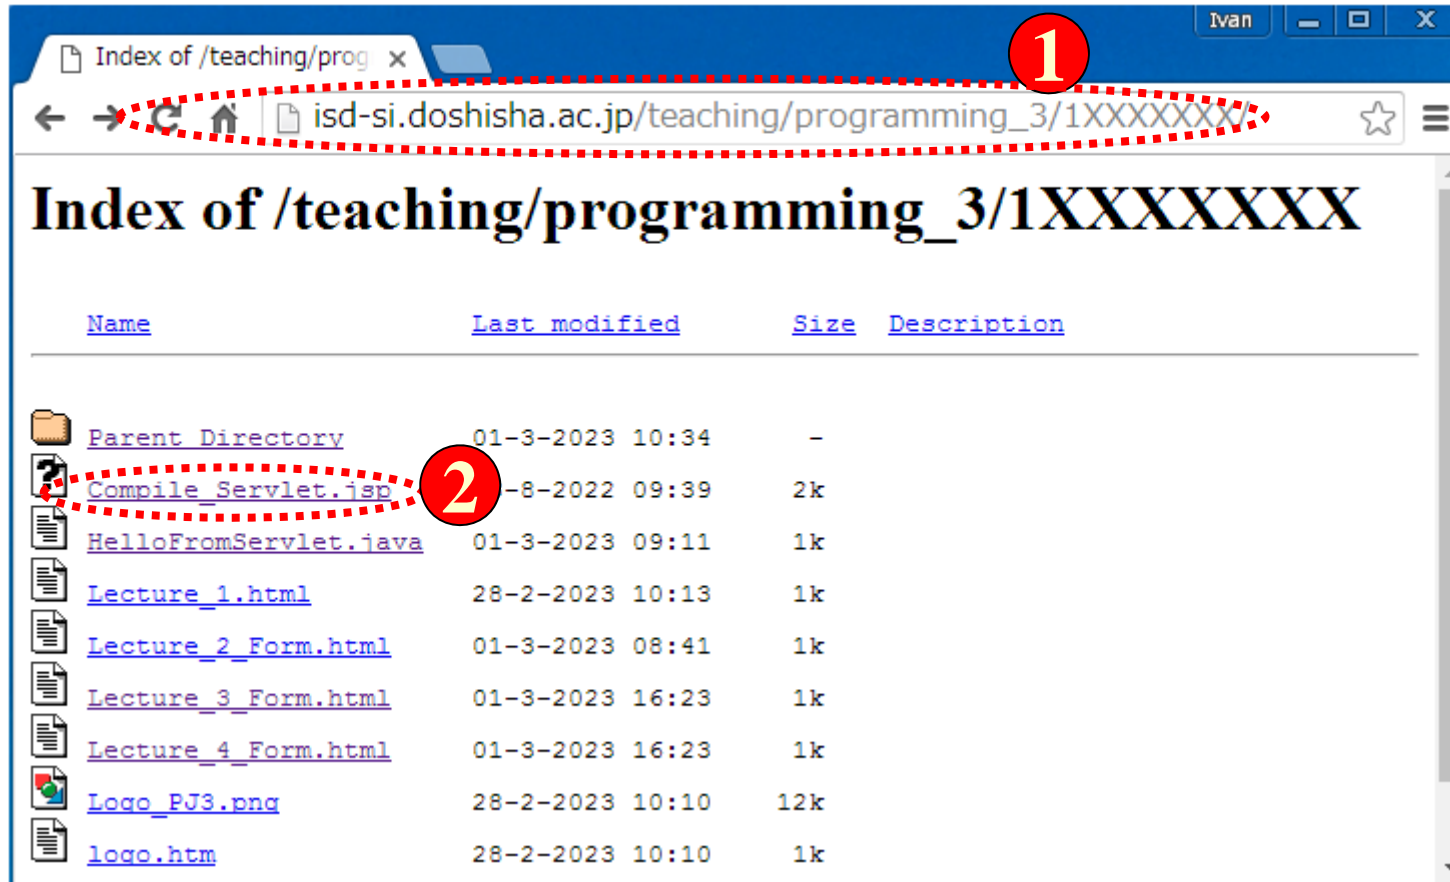 Ivan
Index of /teaching/prog
1
isd-si.doshisha.ac.jp/teaching/programming_3/1XXXXXXX/
Index of /teaching/programming_3/1XXXXXXX
Name Last modified Size Description
Parent Directory 01-3-2023 10:34 -
Compile_Servlet.jsp 2 -8-2022 09:39 2k
HelloFromServlet.java 01-3-2023 09:11 1k
Lecture_1.html 28-2-2023 10:13 1k
Lecture_2_Form.html 01-3-2023 08:41 1k
Lecture_3_Form.html 01-3-2023 16:23 1k
Lecture_4_Form.html 01-3-2023 16:23 1k
Logo_PJ3.png 28-2-2023 10:10 12k
logo.htm 28-2-2023 10:10 1k